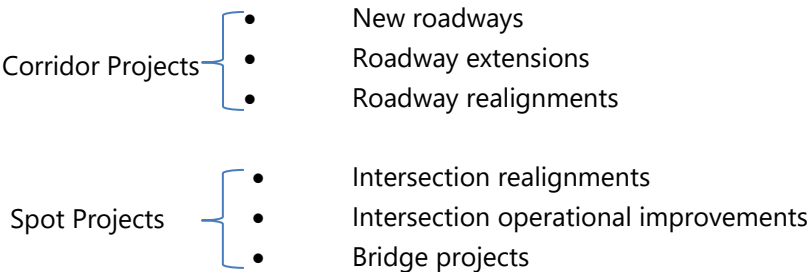 • New roadways
Corridor Projects
• Roadway extensions
• Roadway realignments
• Intersection realignments
Spot Projects
• Intersection operational improvements
• Bridge projects